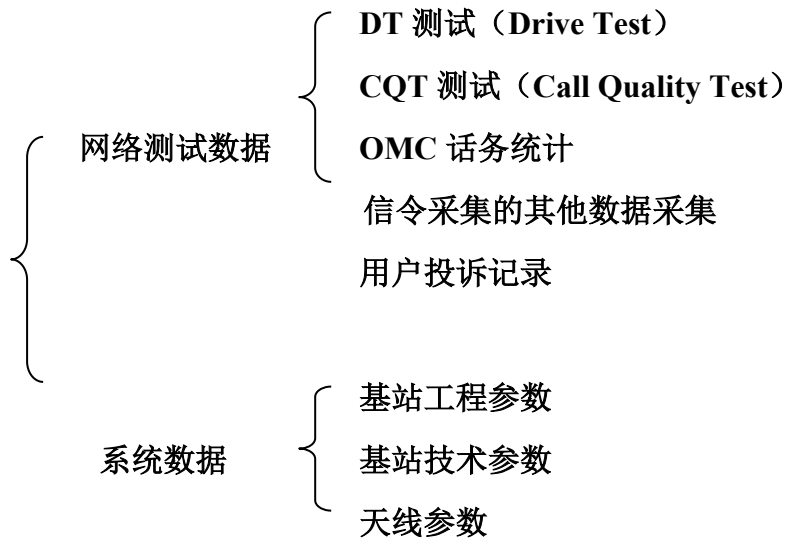 DT 测试（Drive Test）
CQT 测试（Call Quality Test）
网络测试数据
OMC 话务统计
信令采集的其他数据采集
用户投诉记录
基站工程参数
系统数据
基站技术参数
天线参数